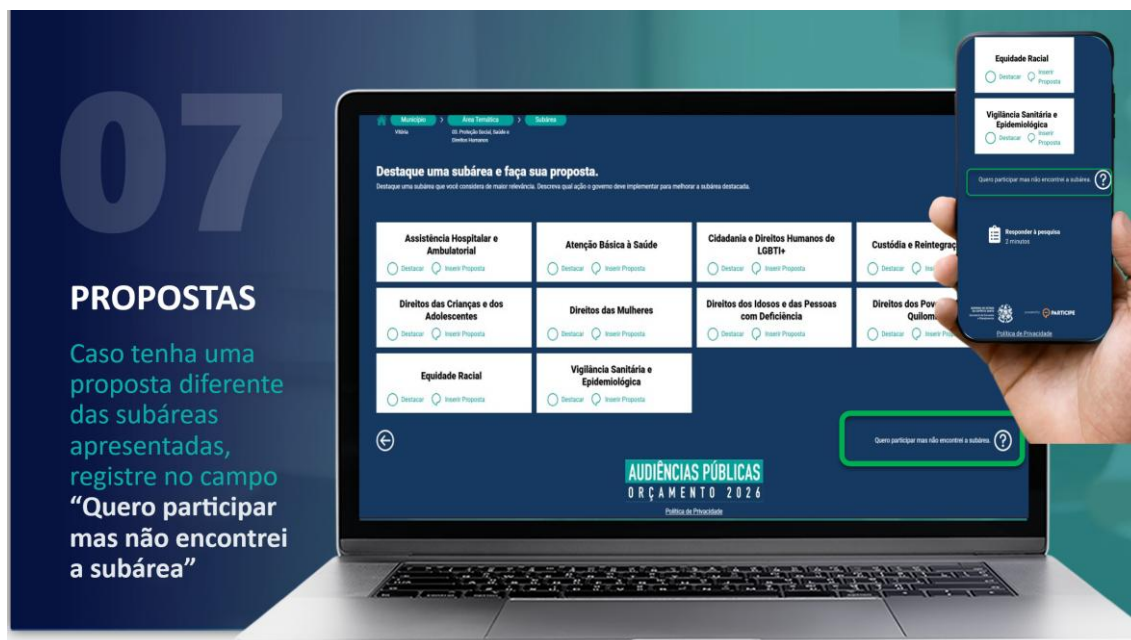 07
PROPOSTAS
Caso tenha uma
proposta diferente
das subáreas
apresentadas,
registre no campo
“Quero participar
mas não encontrei
a subárea”
Município > Área Temática > Subárea
Vitória 03. Proteção Social, Saúde e
Direitos Humanos
Destaque uma subárea e faça sua proposta.
Destaque uma subárea que você considera de maior relevância. Descreva qual ação o governo deve implementar para melhorar a subárea destacada.
Assistência Hospitalar e
Ambulatorial
Destacar Inserir Proposta
Atenção Básica à Saúde
Destacar Inserir Proposta
Cidadania e Direitos Humanos de
LGBTI+
Destacar Inserir Proposta
Custódia e Reintegraç
Destacar
Direitos das Crianças e dos
Adolescentes
Destacar Inserir Proposta
Direitos das Mulheres
Destacar Inserir Proposta
Direitos dos Idosos e das Pessoas
com Deficiência
Destacar Inserir Proposta
Direitos dos Pov
Quilom
Destacar Inserir
Equidade Racial
Destacar Inserir Proposta
Vigilância Sanitária e
Epidemiológica
Destacar Inserir Proposta
Quero participar mas não encontrei a subárea. ?
AUDIÊNCIAS PÚBLICAS
ORÇAMENTO 2026
Política de Privacidade
Equidade Racial
Destacar Inserir
Proposta
Vigilância Sanitária e
Epidemiológica
Destacar Inserir
Proposta
Quero participar mas não encontrei a subárea. ?
Responder à pesquisa
2 minutos
PARTICIPE
Política de Privacidade